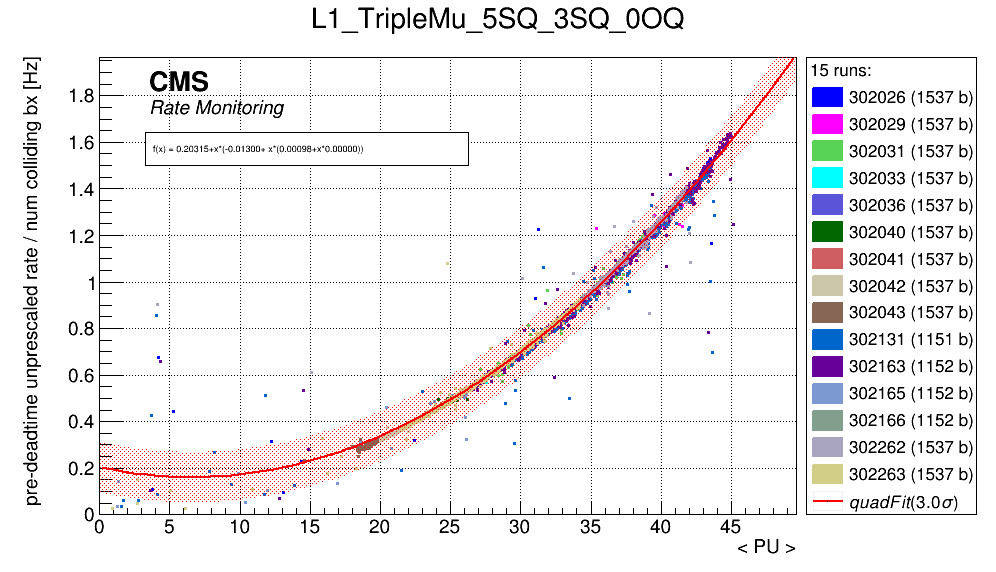 L1_TripleMu_5SQ_3SQ_0OQ
pre-deadtime unprescaled rate / num colliding bx [Hz]
CMS
Rate Monitoring
f(x) = 0.20315+x*(-0.01300+ x*(0.00098+x*0.00000))
1.8
1.6
1.4
1.2
1
0.8
0.6
0.4
0.2
0
0 5 10 15 20 25 30 35 40 45
< PU >
15 runs:
302026 (1537 b)
302029 (1537 b)
302031 (1537 b)
302033 (1537 b)
302036 (1537 b)
302040 (1537 b)
302041 (1537 b)
302042 (1537 b)
302043 (1537 b)
302131 (1151 b)
302163 (1152 b)
302165 (1152 b)
302166 (1152 b)
302262 (1537 b)
302263 (1537 b)
quadFit(3.0σ)